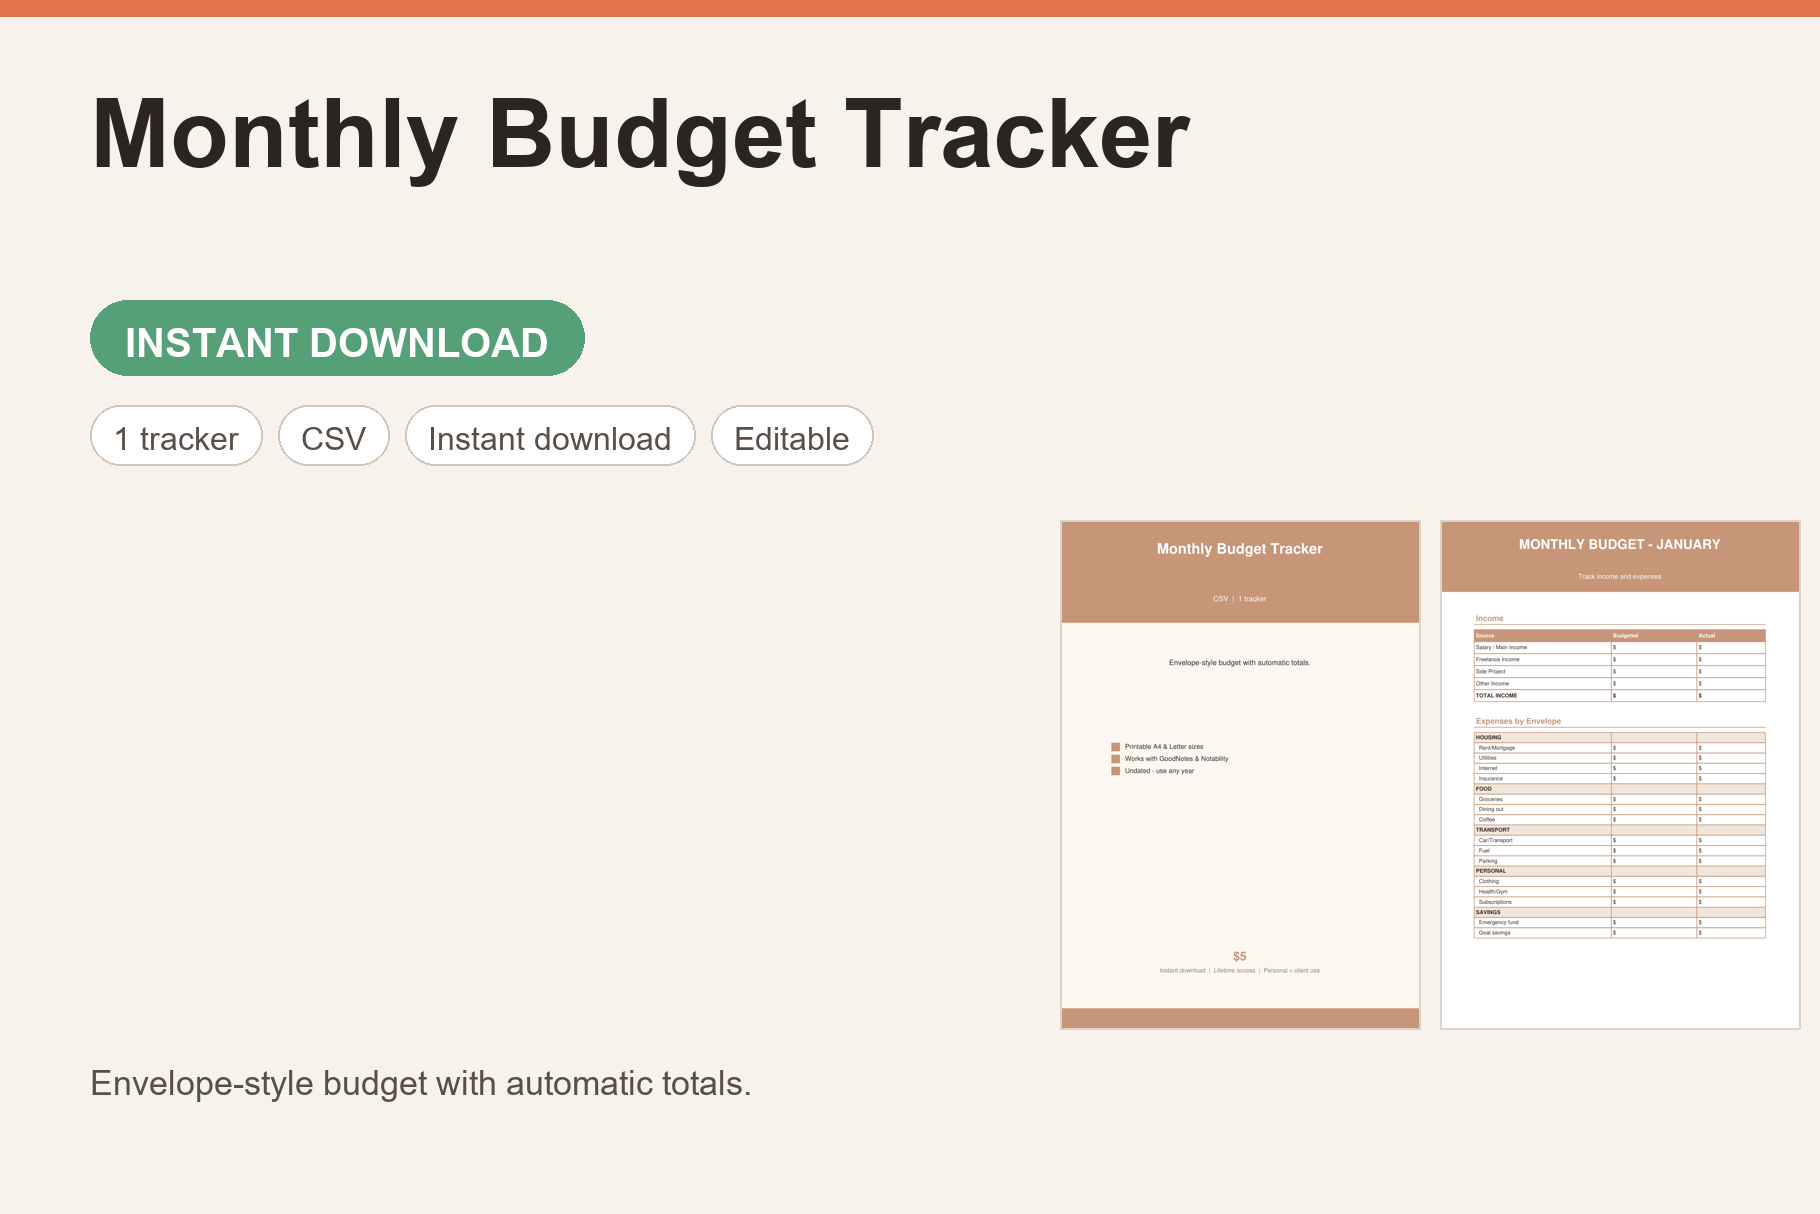 Monthly Budget Tracker
INSTANT DOWNLOAD
1 tracker
CSV
Instant download
Editable
Monthly Budget Tracker
CSV | 1 tracker
Envelope-style budget with automatic totals.
Printable A4 & Letter sizes
Works with GoodNotes & Notability
Undated - use any year
$5
Instant download | Lifetime access | Personal + client use
MONTHLY BUDGET - JANUARY
Track income and expenses
Income
Source Budgeted Actual
Salary / Main Income $ $
Freelance Income $ $
Side Project $ $
Other Income $ $
TOTAL INCOME $ $
Expenses by Envelope
HOUSING
Rent/Mortgage $ $
Utilities $ $
Internet $ $
Insurance $ $
FOOD
Groceries $ $
Dining out $ $
Coffee $ $
TRANSPORT
Car/Transport $ $
Fuel $ $
Parking $ $
PERSONAL
Clothing $ $
Health/Gym $ $
Subscriptions $ $
SAVINGS
Emergency fund $ $
Goal savings $ $
Envelope-style budget with automatic totals.